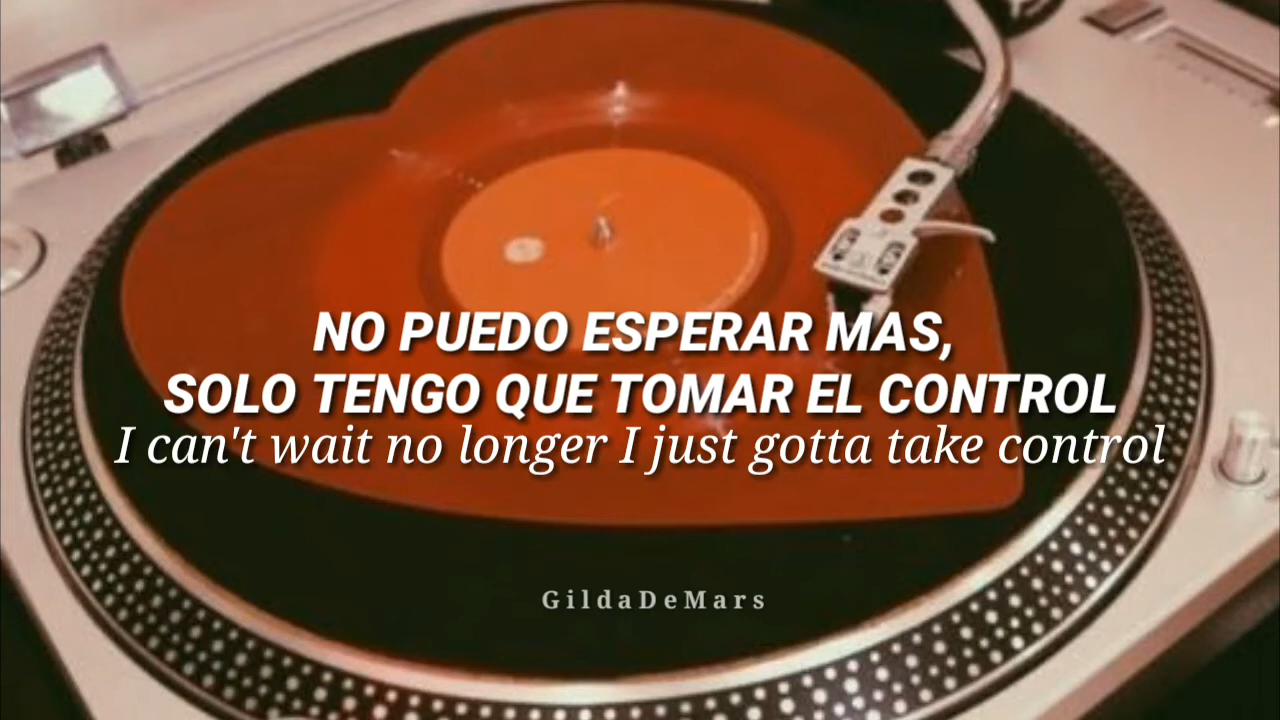 NO PUEDO ESPERAR MAS,
SOLO TENGO QUE TOMAR EL CONTROL
I can't wait no longer I just gotta take control
GildaDeMars